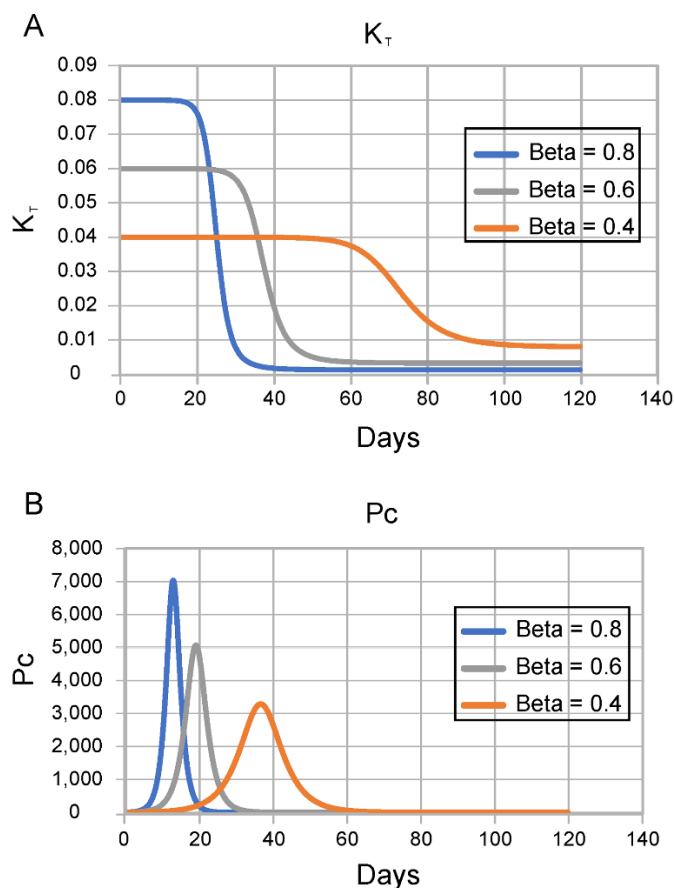 A
Kᴛ
0.09
0.08
0.07
0.06
0.05
0.04
0.03
0.02
0.01
0
Kᴛ
Beta = 0.8
Beta = 0.6
Beta = 0.4
0 20 40 60 80 100 120 140
Days
B
Pc
8,000
7,000
6,000
5,000
4,000
3,000
2,000
1,000
0
Pc
Beta = 0.8
Beta = 0.6
Beta = 0.4
0 20 40 60 80 100 120 140
Days